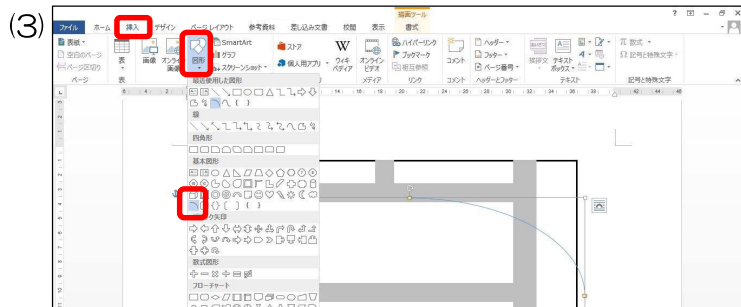 (3)
描画ツール
ファイル ホーム 挿入 デザイン ページ レイアウト 参考資料 差し込み文書 校閲 表示 書式
表紙
空白のページ
ページ区切り
ページ
表
表
画像 オンライン画像
図形
SmartArt
グラフ
スクリーンショット
ストア
個人用アプリ
ウィキペディア
オンライン ビデオ
メディア
ハイパーリンク
ブックマーク
相互参照
リンク
コメント
コメント
ヘッダー
フッター
ページ番号
ヘッダーとフッター
挨拶文 テキスト ボックス
テキスト
π 数式
Ω 記号と特殊文字
記号と特殊文字
最近使用した図形
線
四角形
基本図形
ック矢印
数式図形
フローチャート